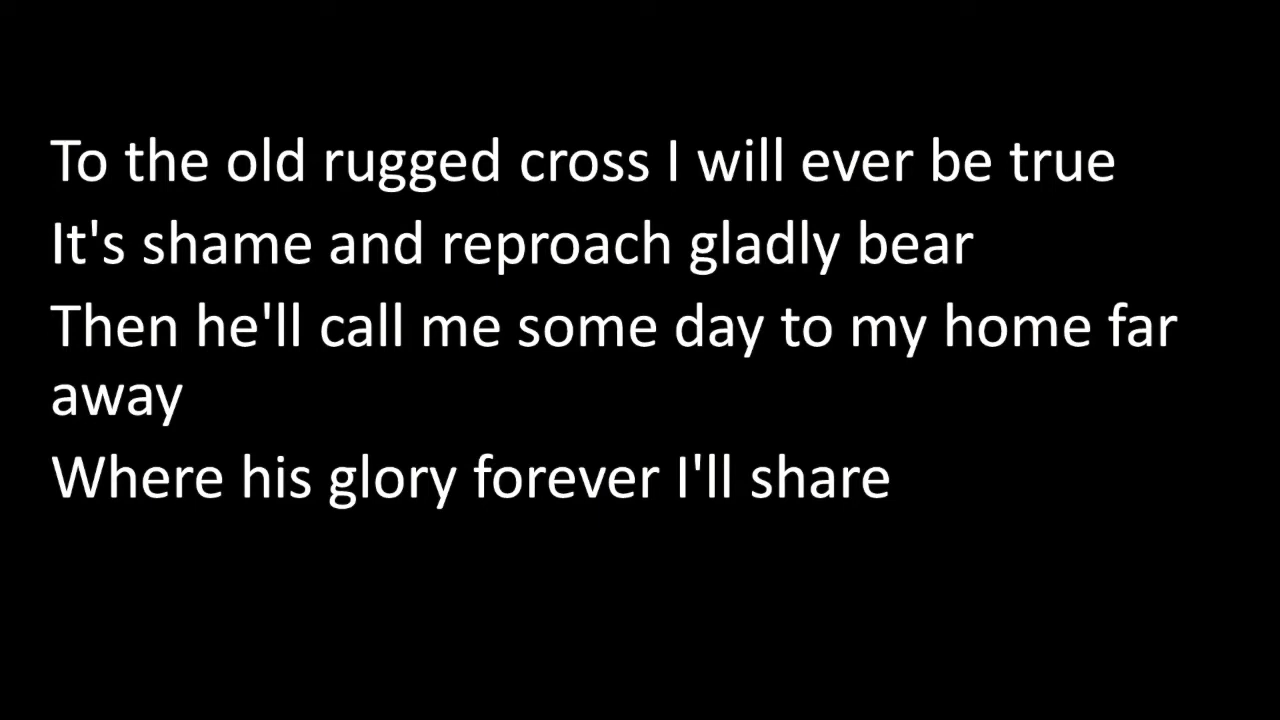 To the old rugged cross I will ever be true
It's shame and reproach gladly bear
Then he'll call me some day to my home far
away
Where his glory forever I'll share